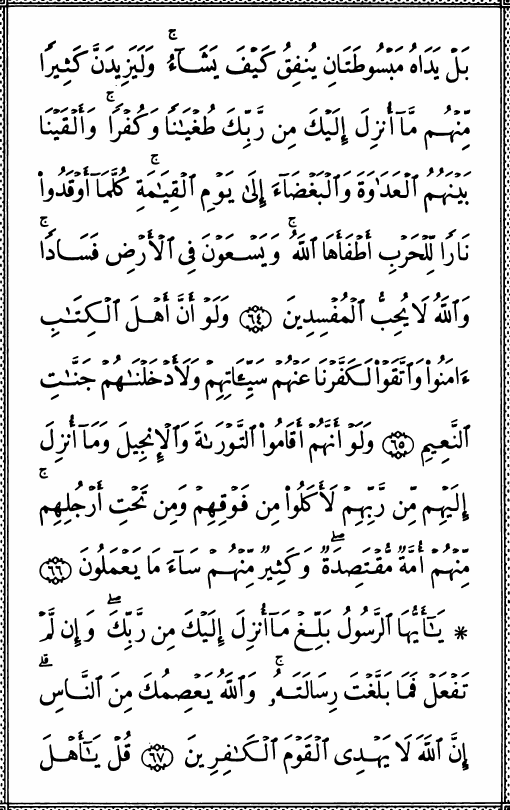 بَلْ يَدَاهُ مَبْسُوطَتَانِ يُنفِقُ كَيْفَ يَشَآءُ ۚ وَلَيَزِيدَنَّ كَثِيرًا
مِّنْهُم مَّآ أُنزِلَ إِلَيْكَ مِن رَّبِّكَ طُغْيَـٰنًا وَكُفْرًا ۚ وَأَلْقَيْنَا
بَيْنَهُمُ ٱلْعَدَٰوَةَ وَٱلْبَغْضَآءَ إِلَىٰ يَوْمِ ٱلْقِيَـٰمَةِ ۚ كُلَّمَآ أَوْقَدُوا۟
نَارًا لِّلْحَرْبِ أَطْفَأَهَا ٱللَّهُ ۚ وَيَسْعَوْنَ فِى ٱلْأَرْضِ فَسَادًا ۚ
وَٱللَّهُ لَا يُحِبُّ ٱلْمُفْسِدِينَ ٦٤ وَلَوْ أَنَّ أَهْلَ ٱلْكِتَـٰبِ
ءَامَنُوا۟ وَٱتَّقَوْا۟ لَكَفَّرْنَا عَنْهُمْ سَيِّـَٔاتِهِمْ وَلَأَدْخَلْنَـٰهُمْ جَنَّـٰتِ
ٱلنَّعِيمِ ٦٥ وَلَوْ أَنَّهُمْ أَقَامُوا۟ ٱلتَّوْرَىٰةَ وَٱلْإِنجِيلَ وَمَآ أُنزِلَ
إِلَيْهِم مِّن رَّبِّهِمْ لَأَكَلُوا۟ مِن فَوْقِهِمْ وَمِن تَحْتِ أَرْجُلِهِم ۚ
مِّنْهُمْ أُمَّةٌ مُّقْتَصِدَةٌ ۖ وَكَثِيرٌ مِّنْهُمْ سَآءَ مَا يَعْمَلُونَ ٦٦
* يَـٰٓأَيُّهَا ٱلرَّسُولُ بَلِّغْ مَآ أُنزِلَ إِلَيْكَ مِن رَّبِّكَ ۖ وَإِن لَّمْ
تَفْعَلْ فَمَا بَلَّغْتَ رِسَالَتَهُۥ ۚ وَٱللَّهُ يَعْصِمُكَ مِنَ ٱلنَّاسِ ۗ
إِنَّ ٱللَّهَ لَا يَهْدِى ٱلْقَوْمَ ٱلْكَـٰفِرِينَ ٦٧ قُلْ يَـٰٓأَهْلَ